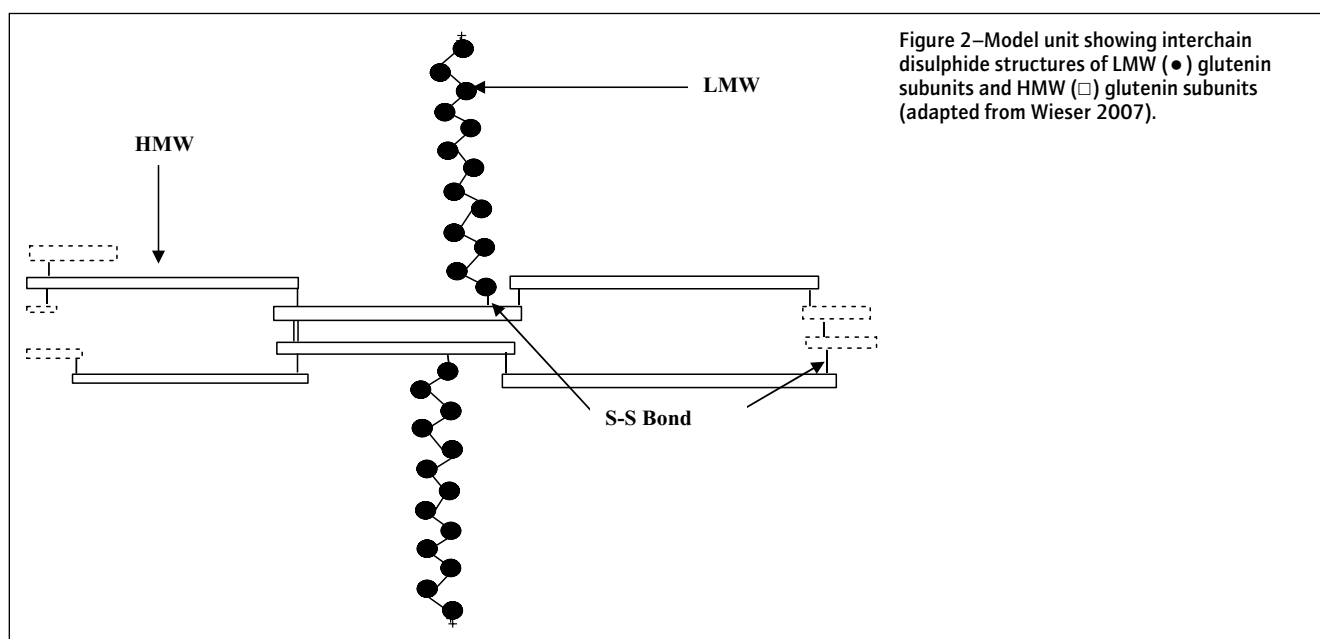 Figure 2–Model unit showing interchain
disulphide structures of LMW (●) glutenin
subunits and HMW (□) glutenin subunits
(adapted from Wieser 2007).
LMW
HMW
S-S Bond